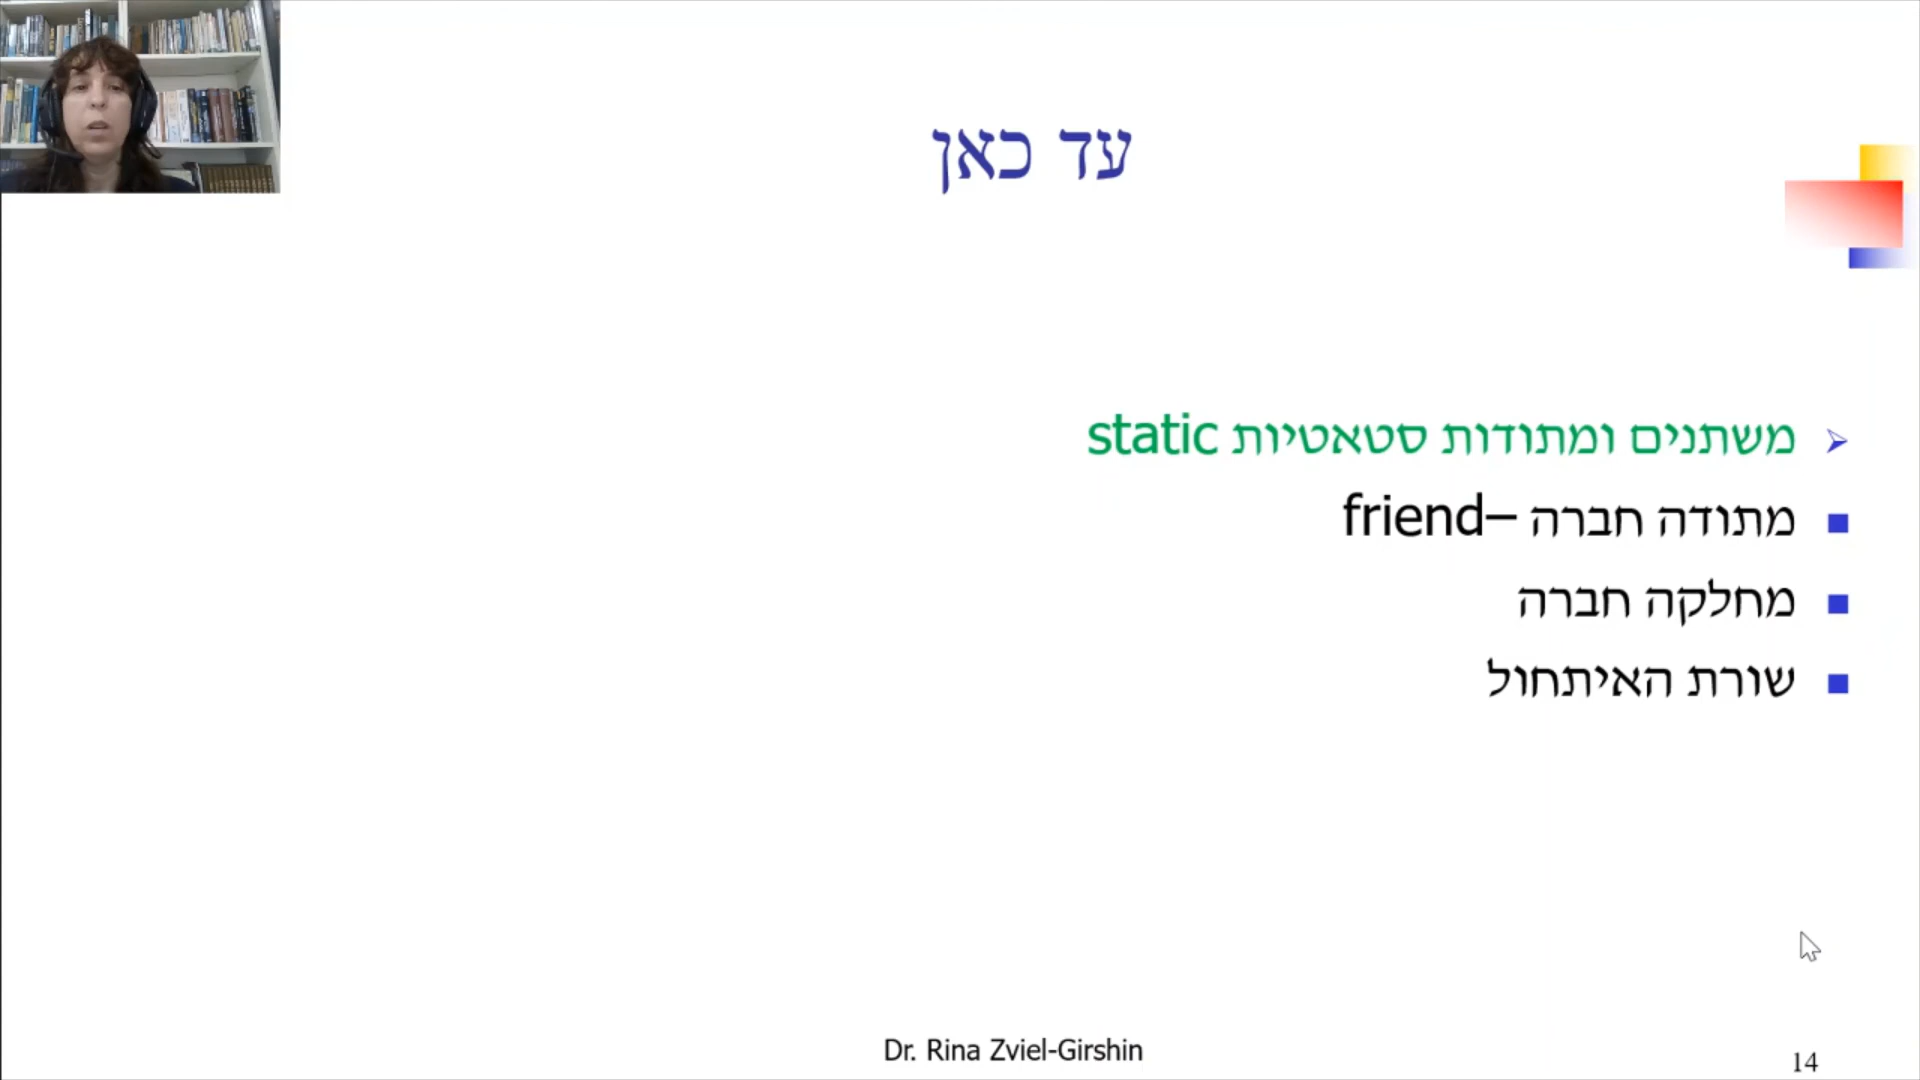 עד כאן
משתנים ומתודות סטאטיות static
מתודה חברה –friend
מחלקה חברה
שורת האיתחול
Dr. Rina Zviel-Girshin
14